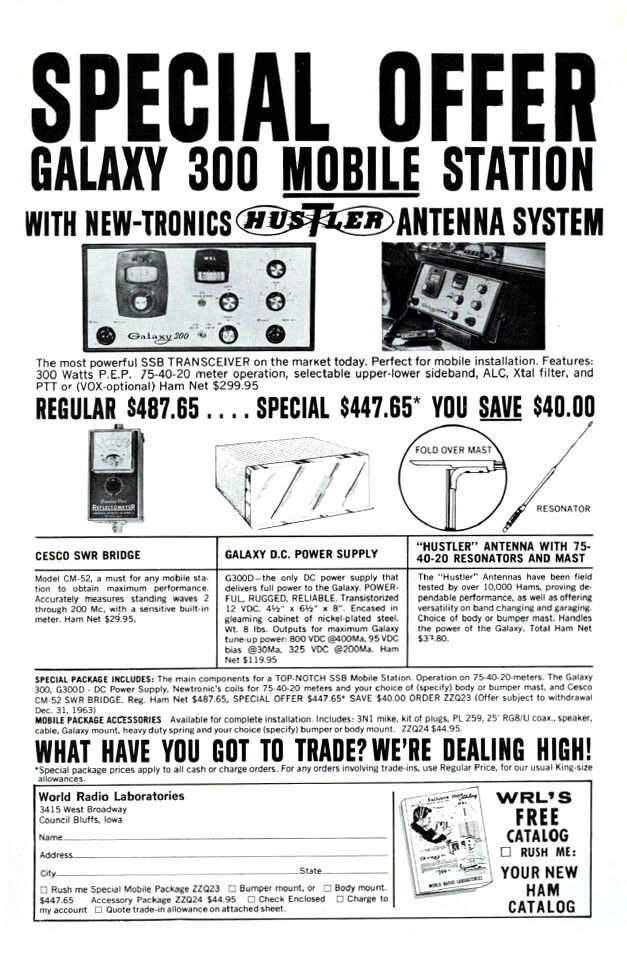 SPECIAL OFFER
GALAXY 300 MOBILE STATION
WITH NEW-TRONICS HUSTLER ANTENNA SYSTEM
WRL
Galaxy 300
The most powerful SSB TRANSCEIVER on the market today. Perfect for mobile installation. Features:
300 Watts P.E.P. 75-40-20 meter operation, selectable upper-lower sideband, ALC, Xtal filter, and
PTT or (VOX-optional) Ham Net $299.95
REGULAR $487.65 . . . . SPECIAL $447.65* YOU SAVE $40.00
REFLECTOMETER
FOLD OVER MAST
RESONATOR
CESCO SWR BRIDGE
Model CM-52, a must for any mobile sta-
tion to obtain maximum performance.
Accurately measures standing waves 2
through 200 Mc, with a sensitive built-in
meter. Ham Net $29.95.
GALAXY D.C. POWER SUPPLY
G300D—the only DC power supply that
delivers full power to the Galaxy. POWER-
FUL, RUGGED, RELIABLE. Transistorized
12 VDC. 4½" x 6½" x 8". Encased in
gleaming cabinet of nickel-plated steel.
Wt. 8 lbs. Outputs for maximum Galaxy
tune-up power: 800 VDC @400Ma, 95 VDC
bias @30Ma, 325 VDC @200Ma. Ham
Net $119.95
"HUSTLER" ANTENNA WITH 75-
40-20 RESONATORS AND MAST
The "Hustler" Antennas have been field
tested by over 10,000 Hams, proving de-
pendable performance, as well as offering
versatility on band changing and garaging.
Choice of body or bumper mast. Handles
the power of the Galaxy. Total Ham Net
SPECIAL PACKAGE INCLUDES: The main components for a TOP-NOTCH SSB Mobile Station. Operation on 75-40-20-meters. The Galaxy
300, G300D - DC Power Supply, Newtronic's coils for 75-40-20 meters and your choice of (specify) body or bumper mast, and Cesco
CM-52 SWR BRIDGE. Reg. Ham Net $487.65, SPECIAL OFFER $447.65* SAVE $40.00 ORDER ZZQ23 (Offer subject to withdrawal
Dec. 31, 1963)
MOBILE PACKAGE ACCESSORIES Available for complete installation. Includes: 3N1 mike, kit of plugs, PL 259, 25' RG8/U coax., speaker,
cable, Galaxy mount, heavy duty spring and your choice (specify) bumper or body mount. ZZQ24 $44.95.
WHAT HAVE YOU GOT TO TRADE? WE'RE DEALING HIGH!
*Special package prices apply to all cash or charge orders. For any orders involving trade-ins, use Regular Price, for our usual King-size
allowances.
World Radio Laboratories
3415 West Broadway
Council Bluffs, Iowa
Name
Address
City State
□ Rush me Special Mobile Package ZZQ23 □ Bumper mount, or □ Body mount.
$447.65 Accessory Package ZZQ24 $44.95 □ Check Enclosed □ Charge to
my account □ Quote trade-in allowance on attached sheet.
WORLD RADIO LABORATORIES
WRL'S
FREE
CATALOG
□ RUSH ME:
YOUR NEW
HAM
CATALOG